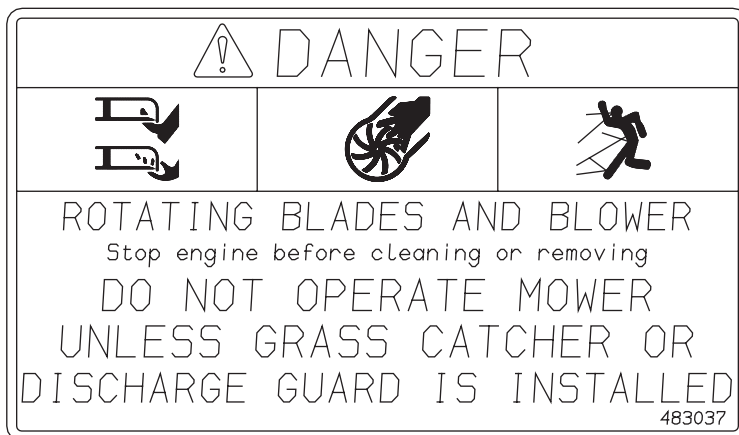 DANGER
ROTATING BLADES AND BLOWER
Stop engine before cleaning or removing
DO NOT OPERATE MOWER
UNLESS GRASS CATCHER OR
DISCHARGE GUARD IS INSTALLED
483037